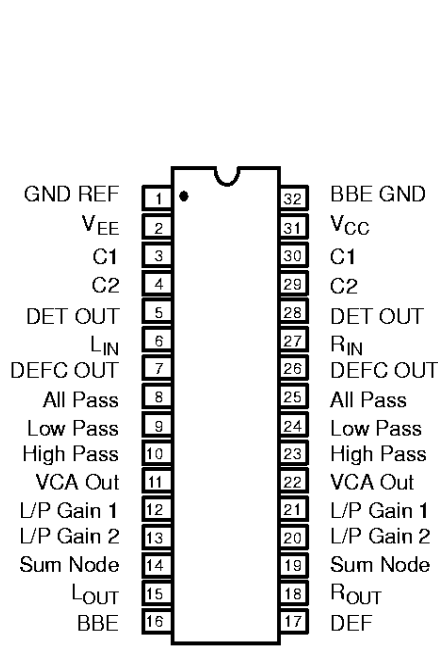 GND REF 1 32 BBE GND
VEE 2 31 VCC
C1 3 30 C1
C2 4 29 C2
DET OUT 5 28 DET OUT
LIN 6 27 RIN
DEFC OUT 7 26 DEFC OUT
All Pass 8 25 All Pass
Low Pass 9 24 Low Pass
High Pass 10 23 High Pass
VCA Out 11 22 VCA Out
L/P Gain 1 12 21 L/P Gain 1
L/P Gain 2 13 20 L/P Gain 2
Sum Node 14 19 Sum Node
LOUT 15 18 ROUT
BBE 16 17 DEF